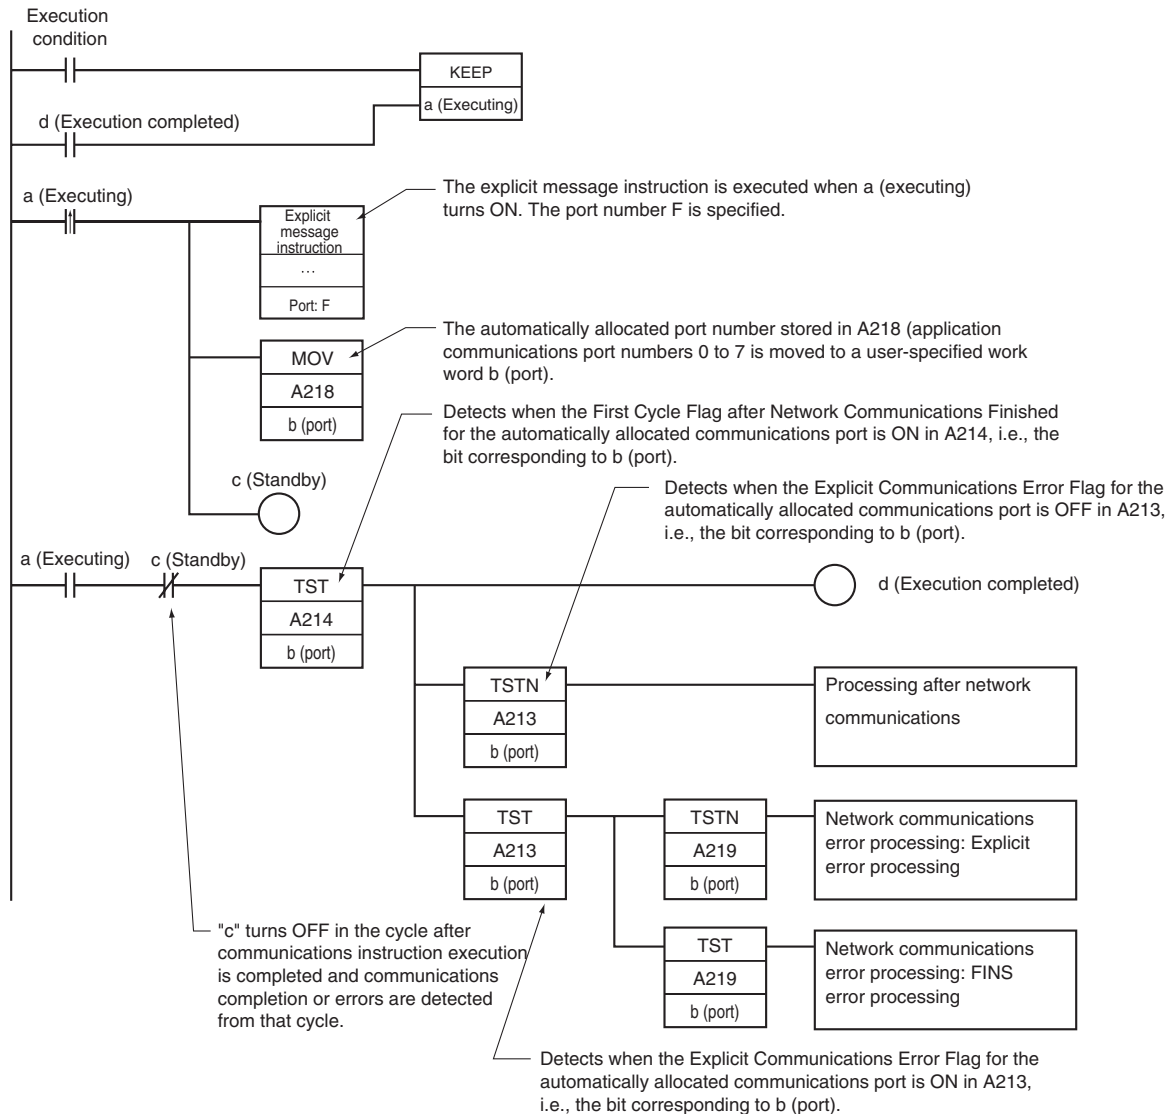 Execution
condition
KEEP
a (Executing)
d (Execution completed)
a (Executing)
Explicit
message
instruction
...
Port: F
The explicit message instruction is executed when a (executing)
turns ON. The port number F is specified.
MOV
A218
b (port)
The automatically allocated port number stored in A218 (application
communications port numbers 0 to 7 is moved to a user-specified work
word b (port).
Detects when the First Cycle Flag after Network Communications Finished
for the automatically allocated communications port is ON in A214, i.e., the
bit corresponding to b (port).
c (Standby)
Detects when the Explicit Communications Error Flag for the
automatically allocated communications port is OFF in A213,
i.e., the bit corresponding to b (port).
a (Executing)
c (Standby)
TST
A214
b (port)
d (Execution completed)
TSTN
A213
b (port)
Processing after network
communications
TST
A213
b (port)
TSTN
A219
b (port)
Network communications
error processing: Explicit
error processing
TST
A219
b (port)
Network communications
error processing: FINS
error processing
"c" turns OFF in the cycle after
communications instruction execution
is completed and communications
completion or errors are detected
from that cycle.
Detects when the Explicit Communications Error Flag for the
automatically allocated communications port is ON in A213,
i.e., the bit corresponding to b (port).